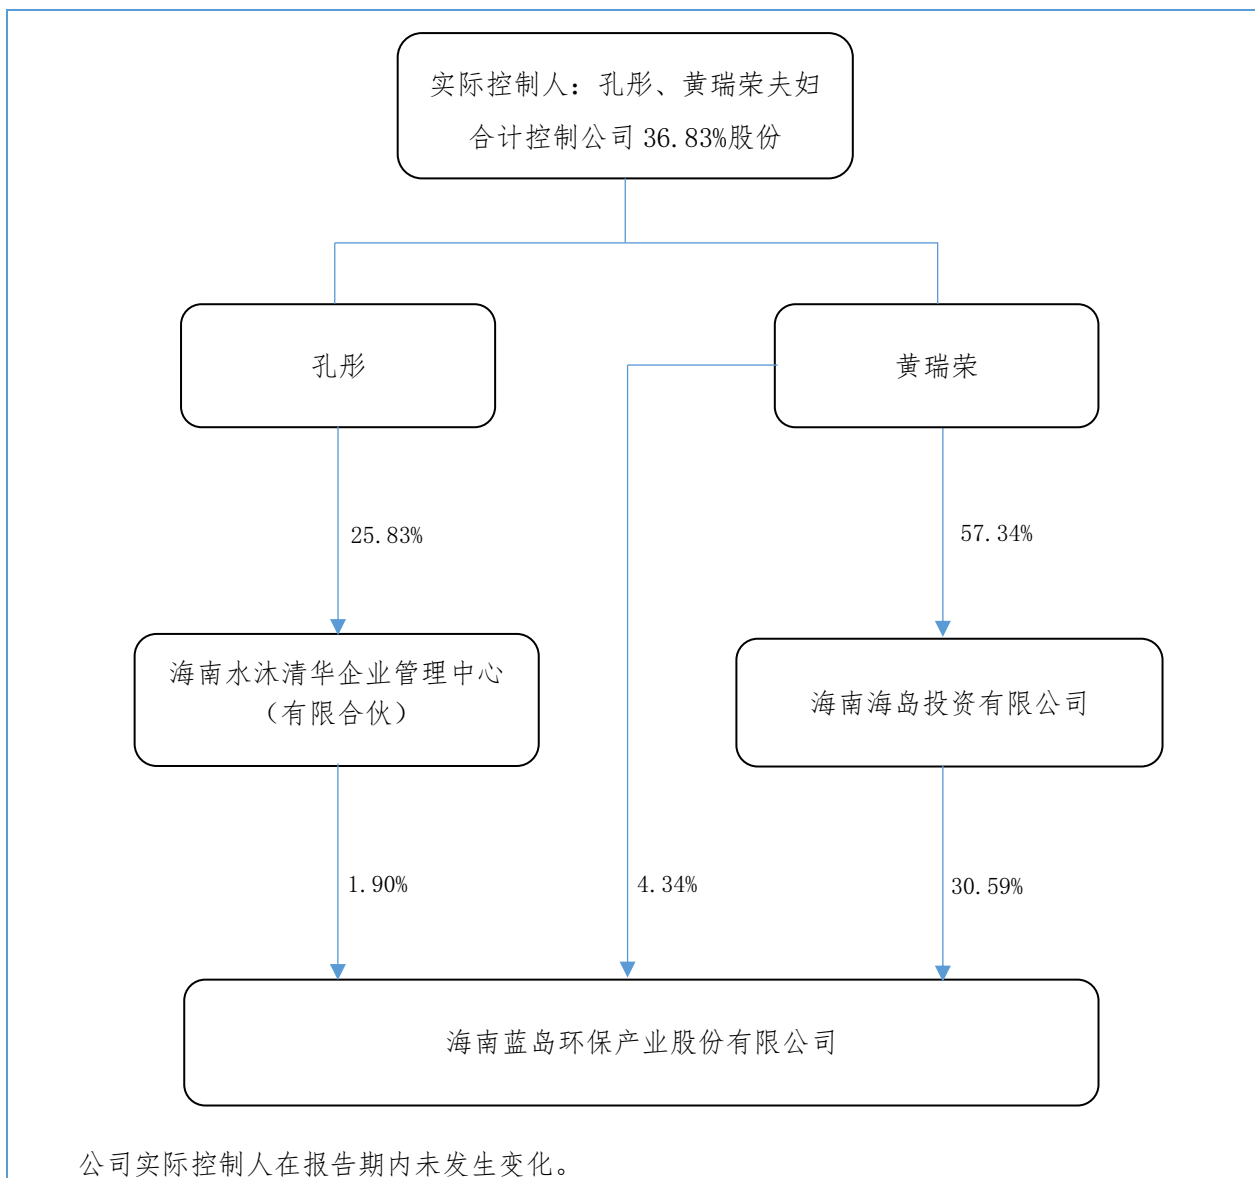 实际控制人：孔彤、黄瑞荣夫妇
合计控制公司 36.83%股份
孔彤
黄瑞荣
25.83%
57.34%
海南水沐清华企业管理中心
（有限合伙）
海南海岛投资有限公司
1.90%
4.34%
30.59%
海南蓝岛环保产业股份有限公司
公司实际控制人在报告期内未发生变化。